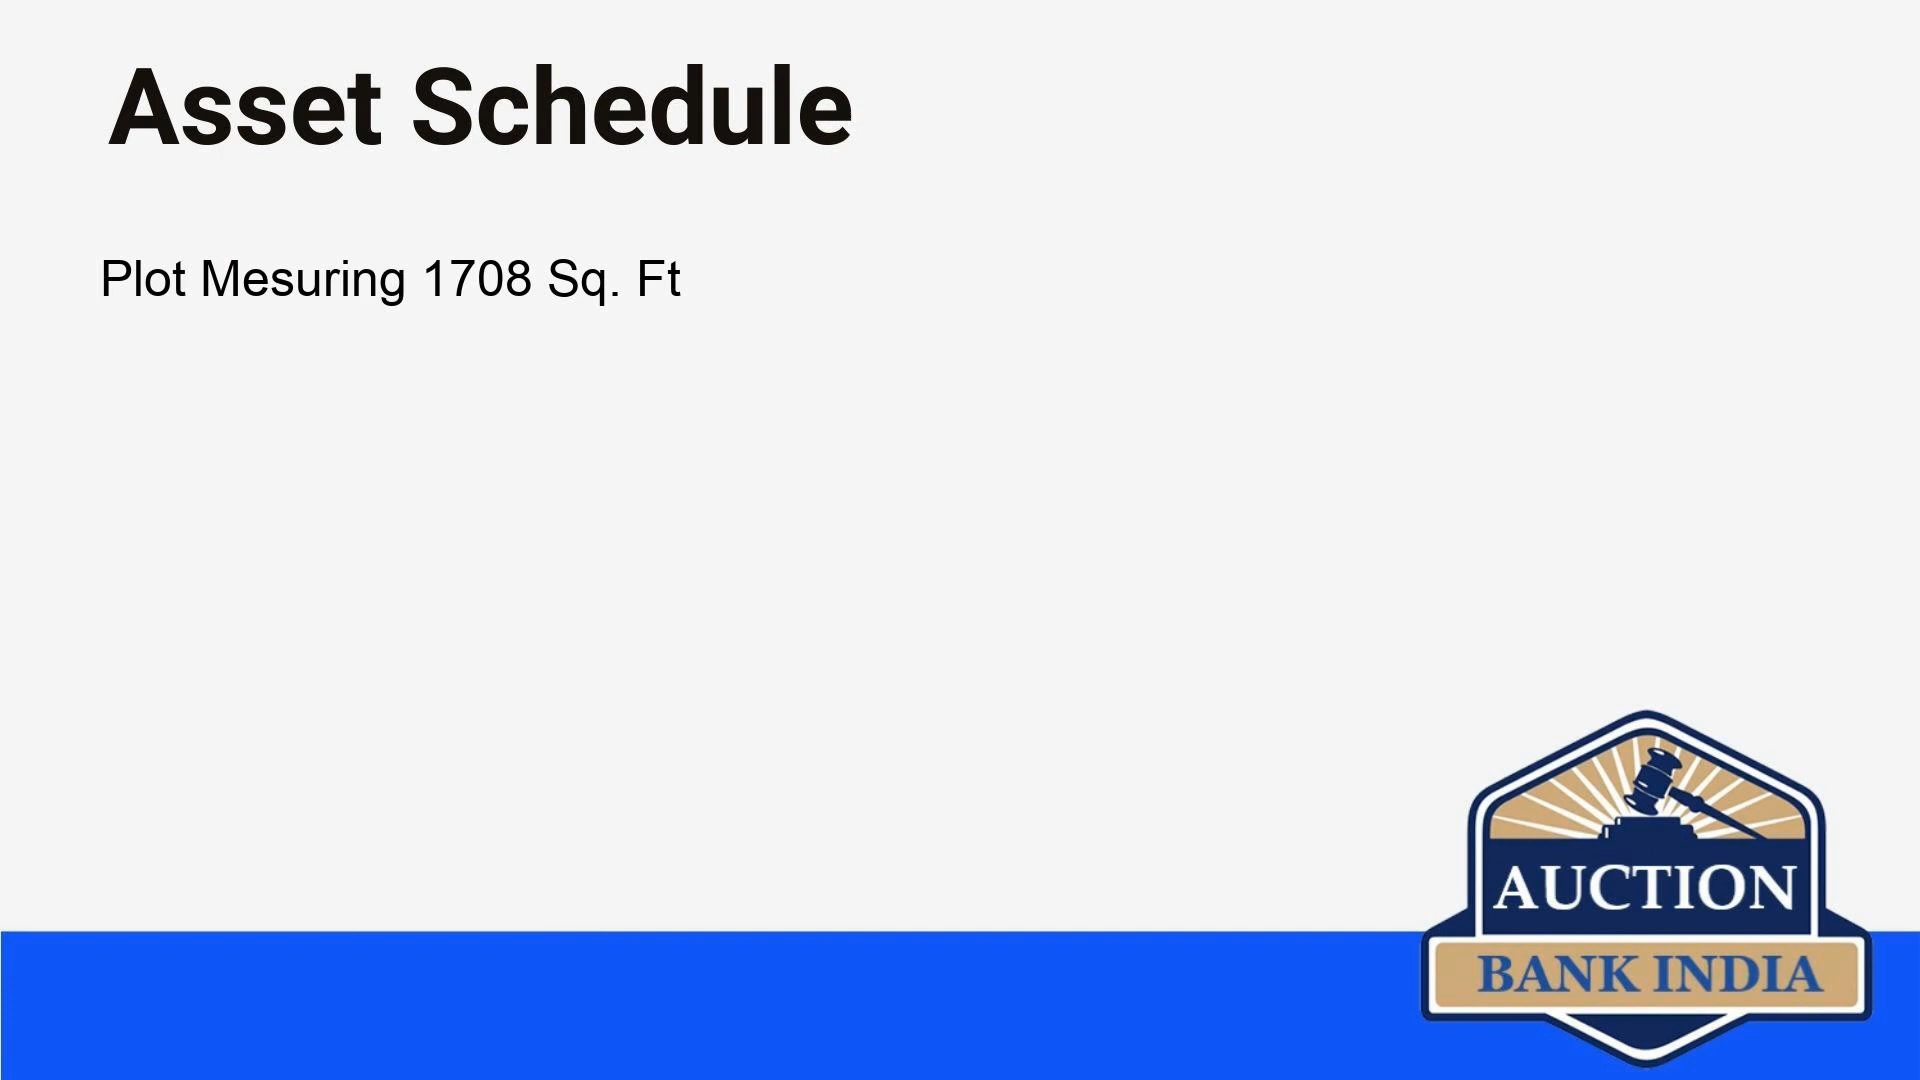 Asset Schedule
Plot Mesuring 1708 Sq. Ft
AUCTION
BANK INDIA